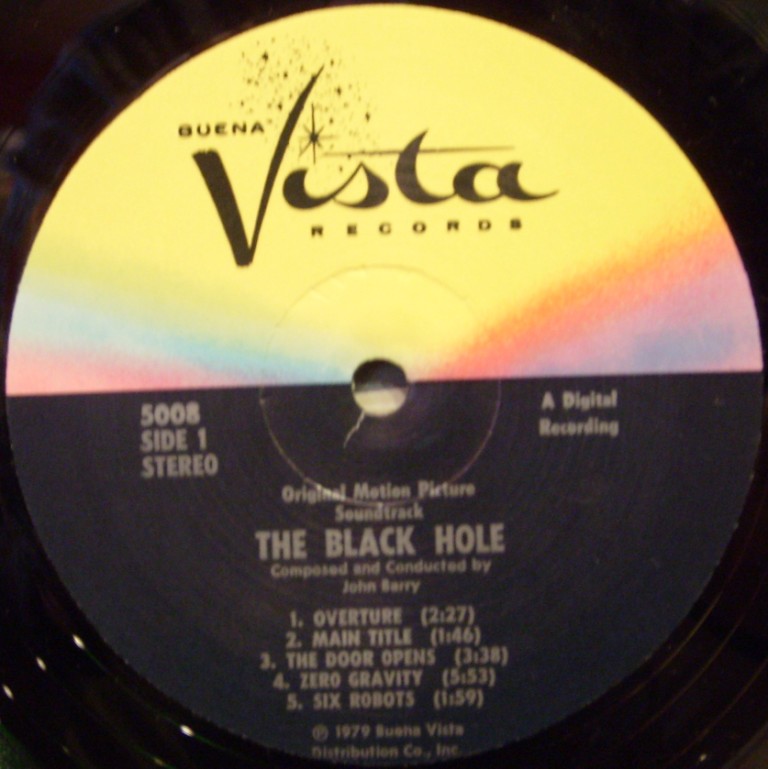 BUENA
Vista
RECORDS
5008
SIDE 1
STEREO
A Digital
Recording
Original Motion Picture
Soundtrack
THE BLACK HOLE
Composed and Conducted by
John Barry
1. OVERTURE (2:27)
2. MAIN TITLE (1:46)
3. THE DOOR OPENS (3:38)
4. ZERO GRAVITY (5:53)
5. SIX ROBOTS (1:59)
℗ 1979 Buena Vista
Distribution Co., Inc.